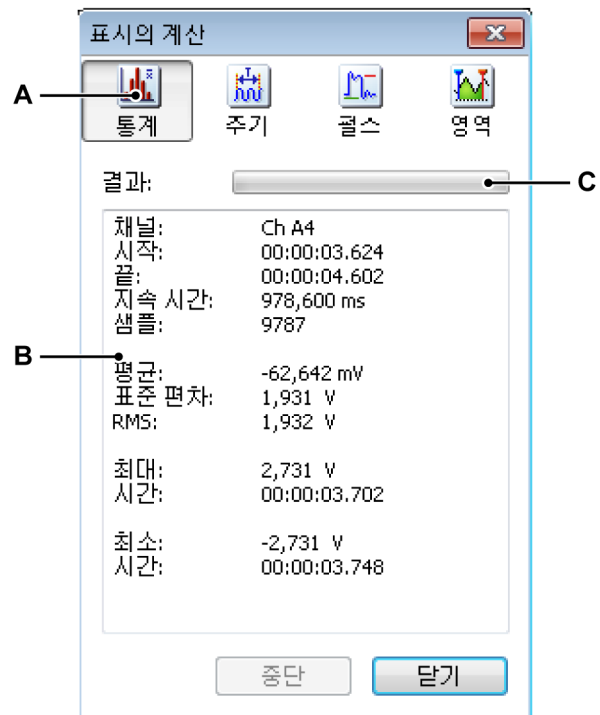 표시의 계산
A
통계 주기 펄스 영역
결과:
C
채널: Ch A4
시작: 00:00:03.624
끝: 00:00:04.602
지속 시간: 978,600 ms
샘플: 9787
B
평균: -62,642 mV
표준 편차: 1,931 V
RMS: 1,932 V
최대: 2,731 V
시간: 00:00:03.702
최소: -2,731 V
시간: 00:00:03.748
중단 닫기